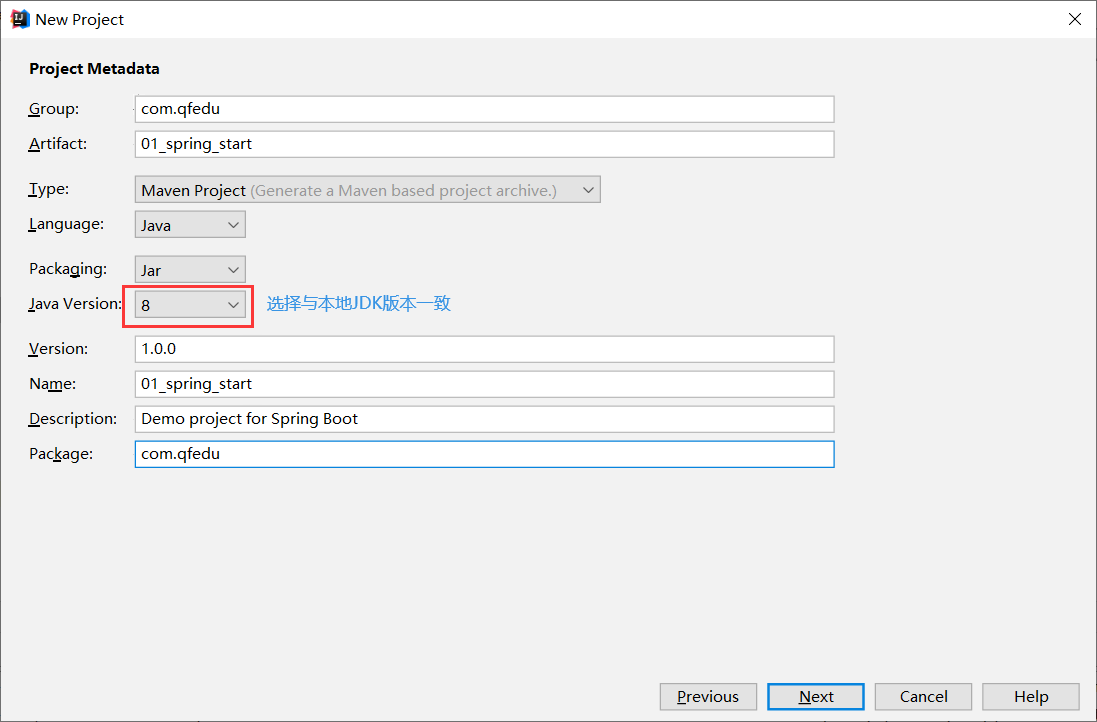 New Project
Project Metadata
Group: com.qfedu
Artifact: 01_spring_start
Type: Maven Project (Generate a Maven based project archive.)
Language: Java
Packaging: Jar
Java Version: 8 选择与本地JDK版本一致
Version: 1.0.0
Name: 01_spring_start
Description: Demo project for Spring Boot
Package: com.qfedu
Previous Next Cancel Help